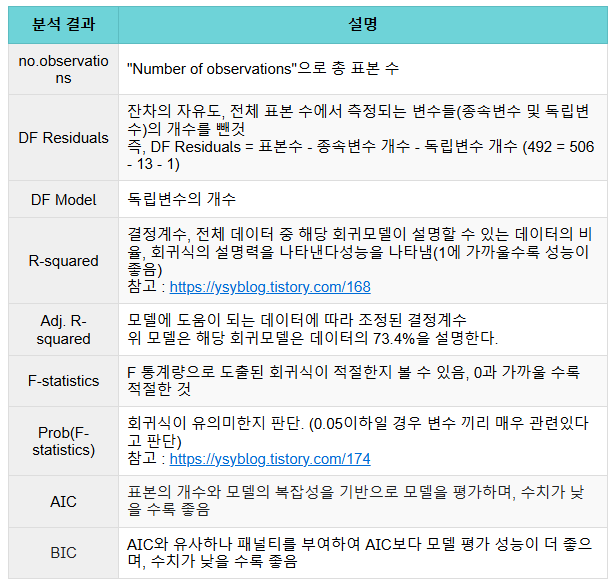 분석 결과
설명
no.observatio
ns
"Number of observations"으로 총 표본 수
DF Residuals
잔차의 자유도, 전체 표본 수에서 측정되는 변수들(종속변수 및 독립변
수)의 개수를 뺀것
즉, DF Residuals = 표본수 - 종속변수 개수 - 독립변수 개수 (492 = 506
- 13 - 1)
DF Model
독립변수의 개수
R-squared
결정계수, 전체 데이터 중 해당 회귀모델이 설명할 수 있는 데이터의 비
율, 회귀식의 설명력을 나타낸다성능을 나타냄(1에 가까울수록 성능이
좋음)
참고 : https://ysyblog.tistory.com/168
Adj. R-
squared
모델에 도움이 되는 데이터에 따라 조정된 결정계수
위 모델은 해당 회귀모델은 데이터의 73.4%을 설명한다.
F-statistics
F 통계량으로 도출된 회귀식이 적절한지 볼 수 있음, 0과 가까울 수록
적절한 것
Prob(F-
statistics)
회귀식이 유의미한지 판단. (0.05이하일 경우 변수 끼리 매우 관련있다
고 판단)
참고 : https://ysyblog.tistory.com/174
AIC
표본의 개수와 모델의 복잡성을 기반으로 모델을 평가하며, 수치가 낮
을 수록 좋음
BIC
AIC와 유사하나 패널티를 부여하여 AIC보다 모델 평가 성능이 더 좋으
며, 수치가 낮을 수록 좋음